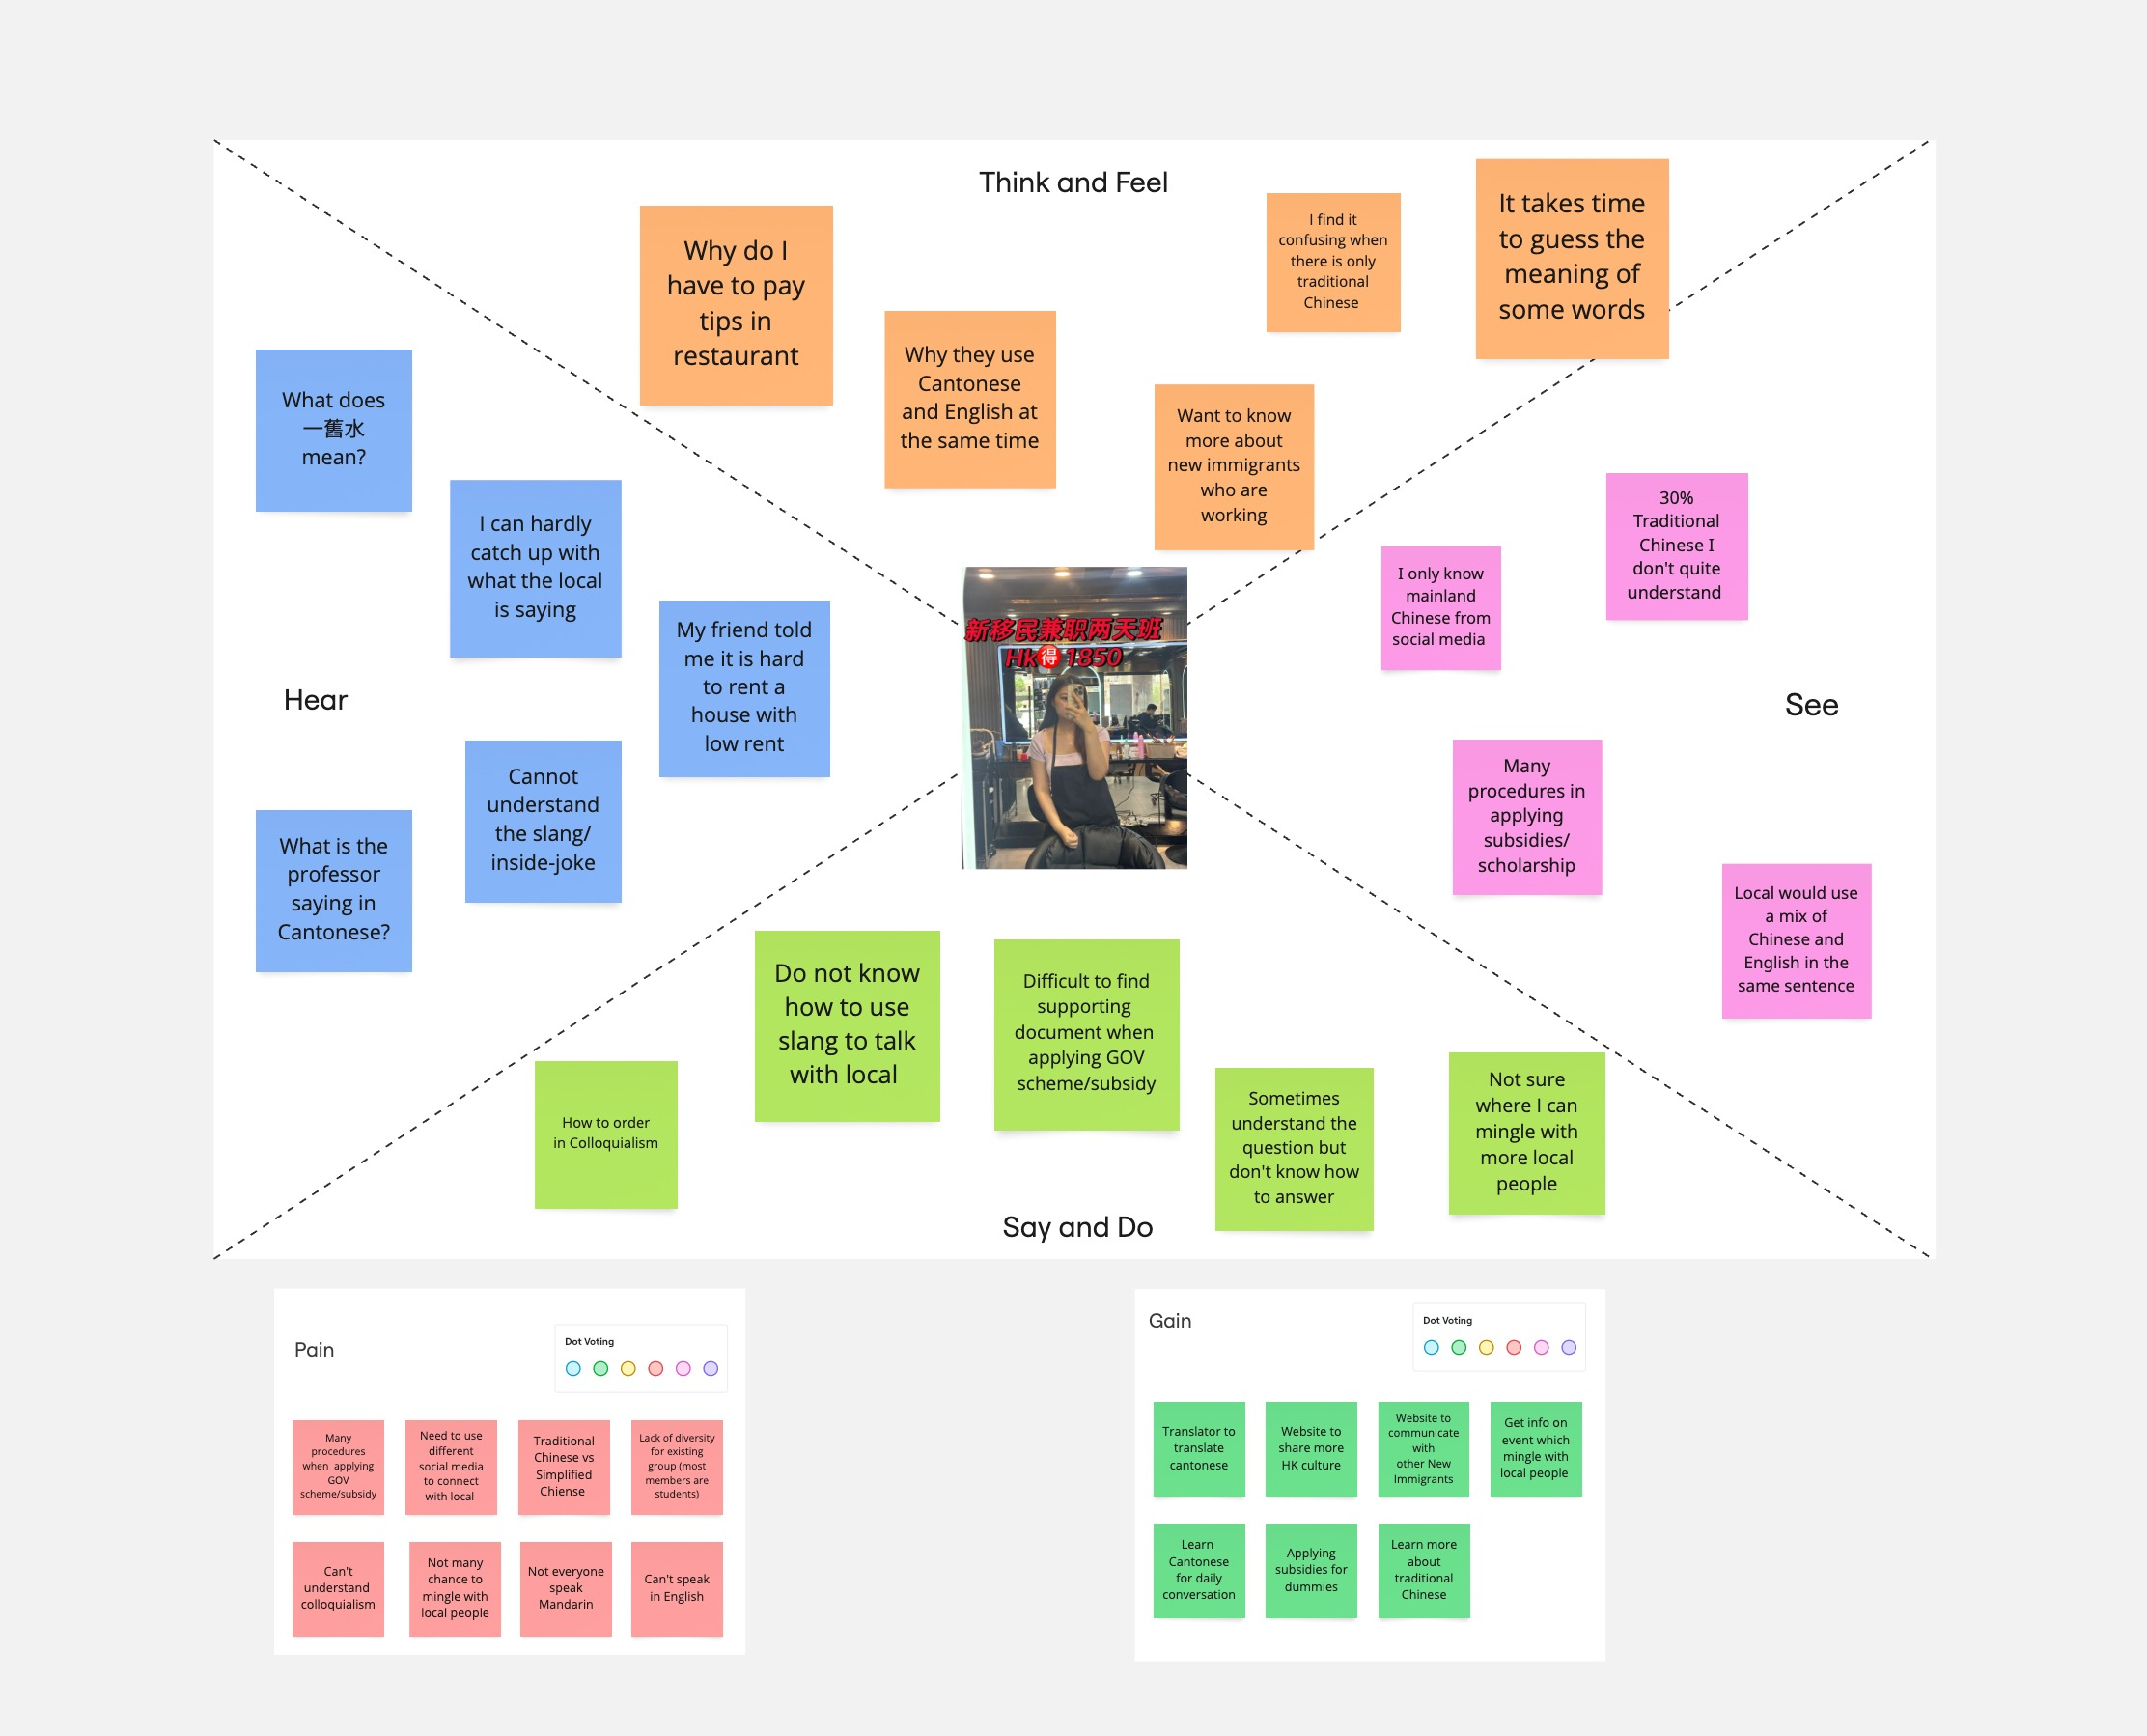 Think and Feel
Why do I
have to pay
tips in
restaurant
Why they use
Cantonese
and English at
the same time
I find it
confusing when
there is only
traditional
Chinese
Want to know
more about
new immigrants
who are
working
It takes time
to guess the
meaning of
some words
Hear
What does
一舊水
mean?
I can hardly
catch up with
what the local
is saying
My friend told
me it is hard
to rent a
house with
low rent
Cannot
understand
the slang/
inside-joke
What is the
professor
saying in
Cantonese?
新移民兼职两天班
Hk得1850
See
30%
Traditional
Chinese I
don't quite
understand
I only know
mainland
Chinese from
social media
Many
procedures in
applying
subsidies/
scholarship
Local would use
a mix of
Chinese and
English in the
same sentence
Say and Do
How to order
in Colloquialism
Do not know
how to use
slang to talk
with local
Difficult to find
supporting
document when
applying GOV
scheme/subsidy
Sometimes
understand the
question but
don't know how
to answer
Not sure
where I can
mingle with
more local
people
Pain
Dot Voting
Many
procedures
when applying
GOV
scheme/subsidy
Need to use
different
social media
to connect
with local
Traditional
Chinese vs
Simplified
Chiense
Lack of diversity
for existing
group (most
members are
students)
Can't
understand
colloquialism
Not many
chance to
mingle with
local people
Not everyone
speak
Mandarin
Can't speak
in English
Gain
Dot Voting
Translator to
translate
cantonese
Website to
share more
HK culture
Website to
communicate
with
other New
Immigrants
Get info on
event which
mingle with
local people
Learn
Cantonese
for daily
conversation
Applying
subsidies for
dummies
Learn more
about
traditional
Chinese